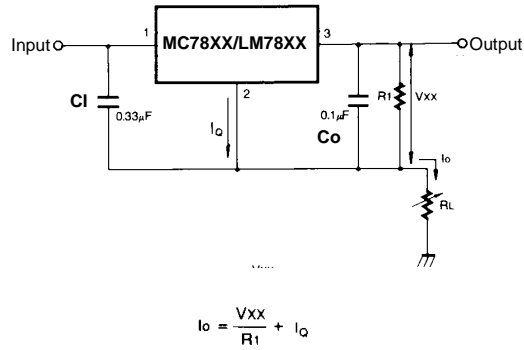 Input
1
MC78XX/LM78XX
3
Output
2
CI
0.33μF
IQ
0.1μF
Co
R1
VXX
Io
RL
Io = VXX/R1 + IQ